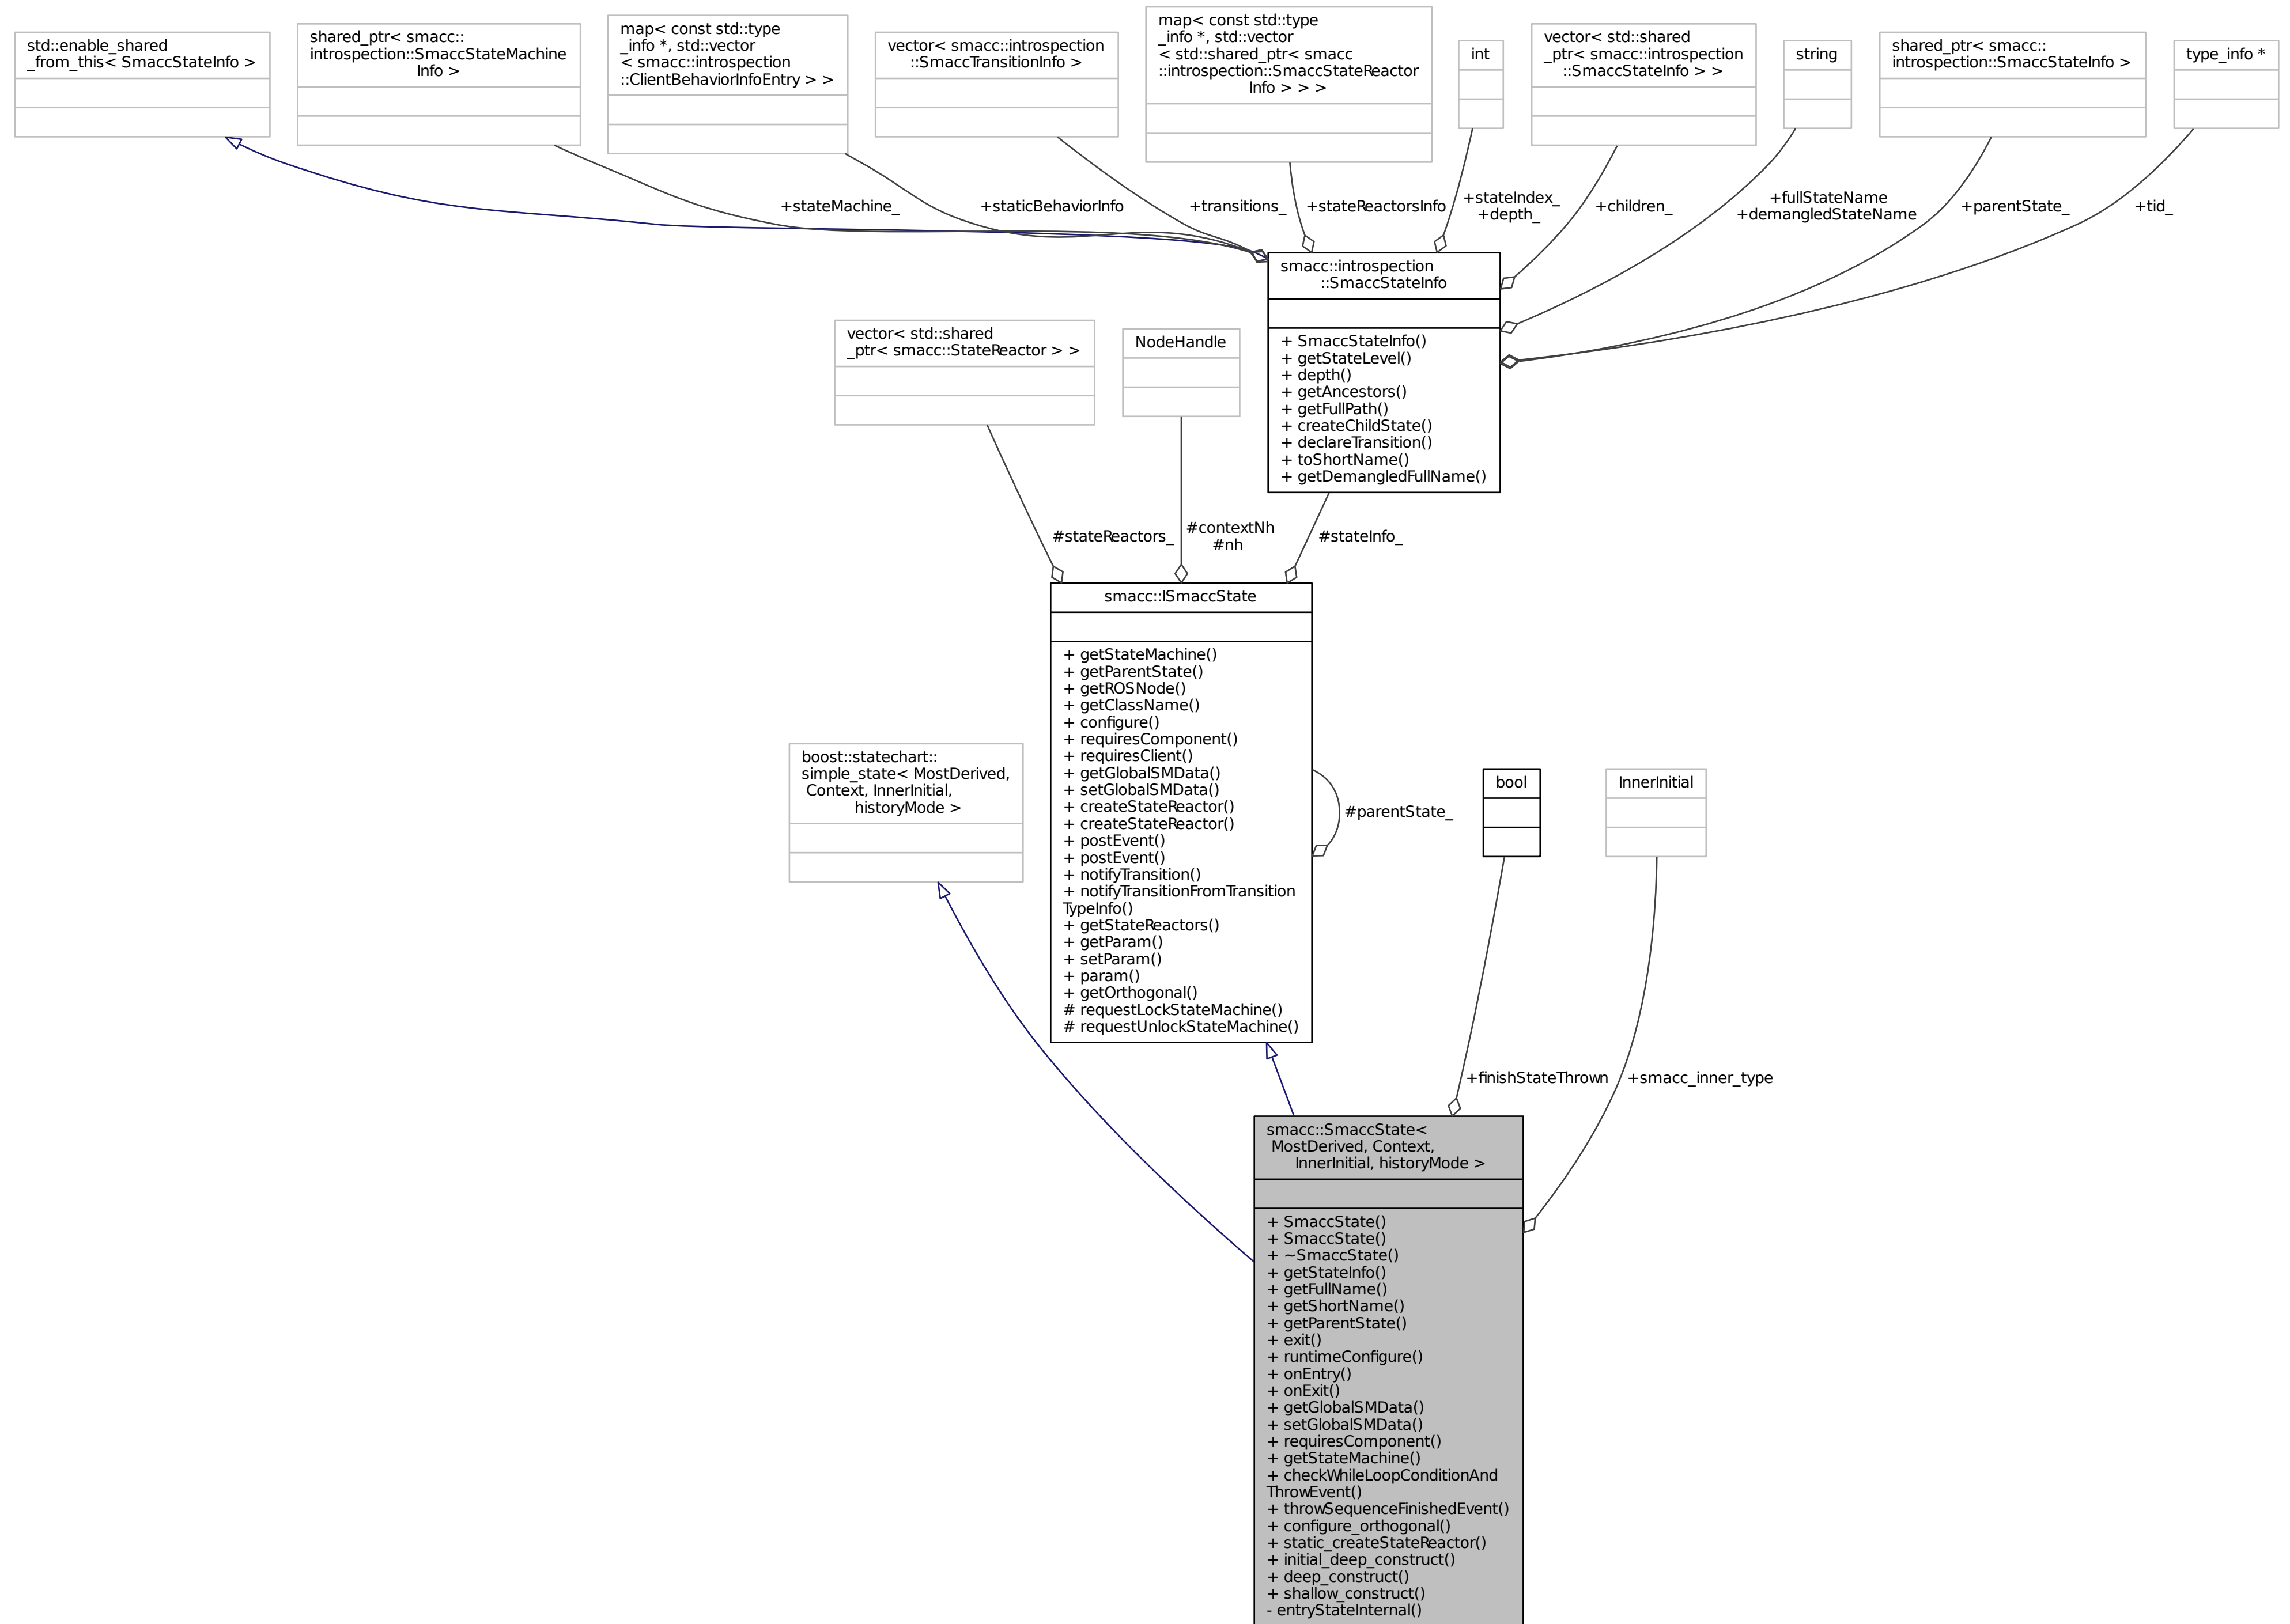 std::enable_shared
_from_this< SmaccStateInfo >
shared_ptr< smacc::
introspection::SmaccStateMachine
Info >
map< const std::type
_info *, std::vector
< smacc::introspection
::ClientBehaviorInfoEntry > >
vector< smacc::introspection
::SmaccTransitionInfo >
map< const std::type
_info *, std::vector
< std::shared_ptr< smacc
::introspection::SmaccStateReactor
Info > > >
int
vector< std::shared
_ptr< smacc::introspection
::SmaccStateInfo > >
string
shared_ptr< smacc::
introspection::SmaccStateInfo >
type_info *
+stateMachine_
+staticBehaviorInfo
+transitions_
+stateReactorsInfo
+stateIndex_
+depth_
+children_
+fullStateName
+demangledStateName
+parentState_
+tid_
smacc::introspection
::SmaccStateInfo
+ SmaccStateInfo()
+ getStateLevel()
+ depth()
+ getAncestors()
+ getFullPath()
+ createChildState()
+ declareTransition()
+ toShortName()
+ getDemangledFullName()
vector< std::shared
_ptr< smacc::StateReactor > >
NodeHandle
#stateReactors_
#contextNh
#nh
#stateInfo_
smacc::ISmaccState
+ getStateMachine()
+ getParentState()
+ getROSNode()
+ getClassName()
+ configure()
+ requiresComponent()
+ requiresClient()
+ getGlobalSMData()
+ setGlobalSMData()
+ createStateReactor()
+ createStateReactor()
+ postEvent()
+ postEvent()
+ notifyTransition()
+ notifyTransitionFromTransition
TypeInfo()
+ getStateReactors()
+ getParam()
+ setParam()
+ param()
+ getOrthogonal()
# requestLockStateMachine()
# requestUnlockStateMachine()
#parentState_
boost::statechart::
simple_state< MostDerived,
Context, InnerInitial,
historyMode >
bool
InnerInitial
+finishStateThrown
+smacc_inner_type
smacc::SmaccState<
MostDerived, Context,
InnerInitial, historyMode >
+ SmaccState()
+ SmaccState()
+ ~SmaccState()
+ getStateInfo()
+ getFullName()
+ getShortName()
+ getParentState()
+ exit()
+ runtimeConfigure()
+ onEntry()
+ onExit()
+ getGlobalSMData()
+ setGlobalSMData()
+ requiresComponent()
+ getStateMachine()
+ checkWhileLoopConditionAnd
ThrowEvent()
+ throwSequenceFinishedEvent()
+ configure_orthogonal()
+ static_createStateReactor()
+ initial_deep_construct()
+ deep_construct()
+ shallow_construct()
- entryStateInternal()